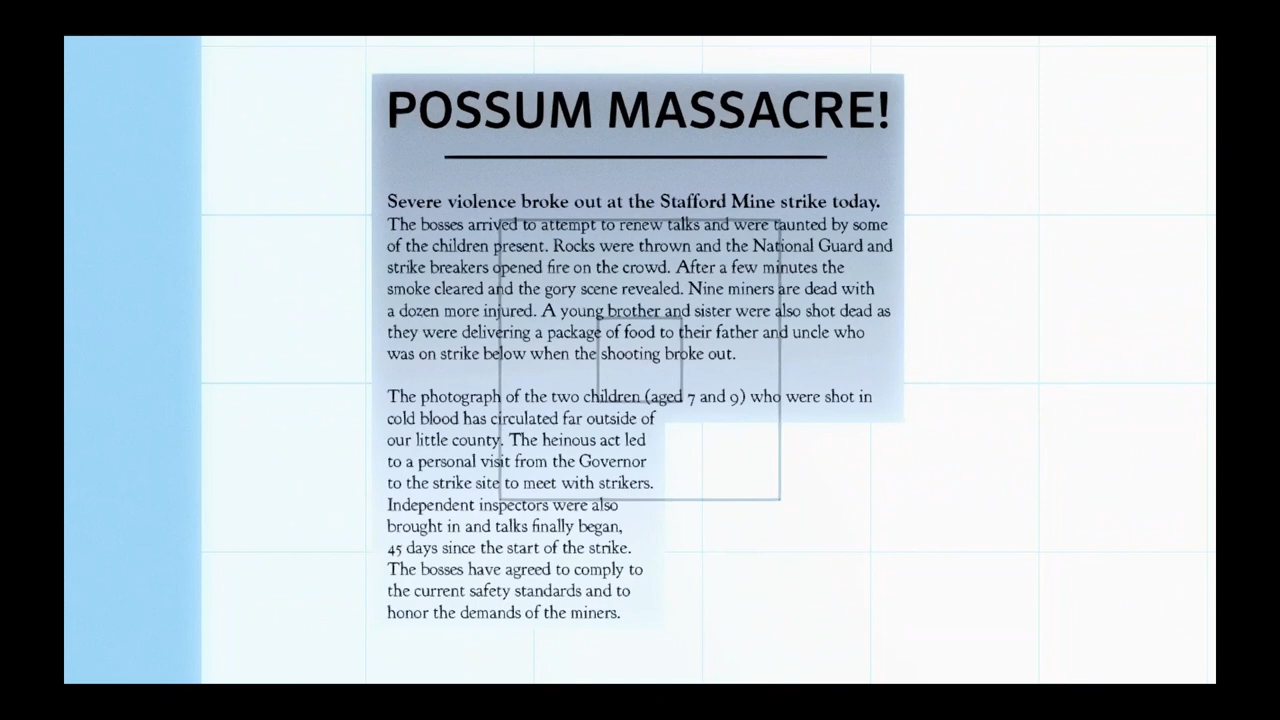 POSSUM MASSACRE!
Severe violence broke out at the Stafford Mine strike today.
The bosses arrived to attempt to renew talks and were taunted by some
of the children present. Rocks were thrown and the National Guard and
strike breakers opened fire on the crowd. After a few minutes the
smoke cleared and the gory scene revealed. Nine miners are dead with
a dozen more injured. A young brother and sister were also shot dead as
they were delivering a package of food to their father and uncle who
was on strike below when the shooting broke out.
The photograph of the two children (aged 7 and 9) who were shot in
cold blood has circulated far outside of
our little county. The heinous act led
to a personal visit from the Governor
to the strike site to meet with strikers.
Independent inspectors were also
brought in and talks finally began,
45 days since the start of the strike.
The bosses have agreed to comply to
the current safety standards and to
honor the demands of the miners.